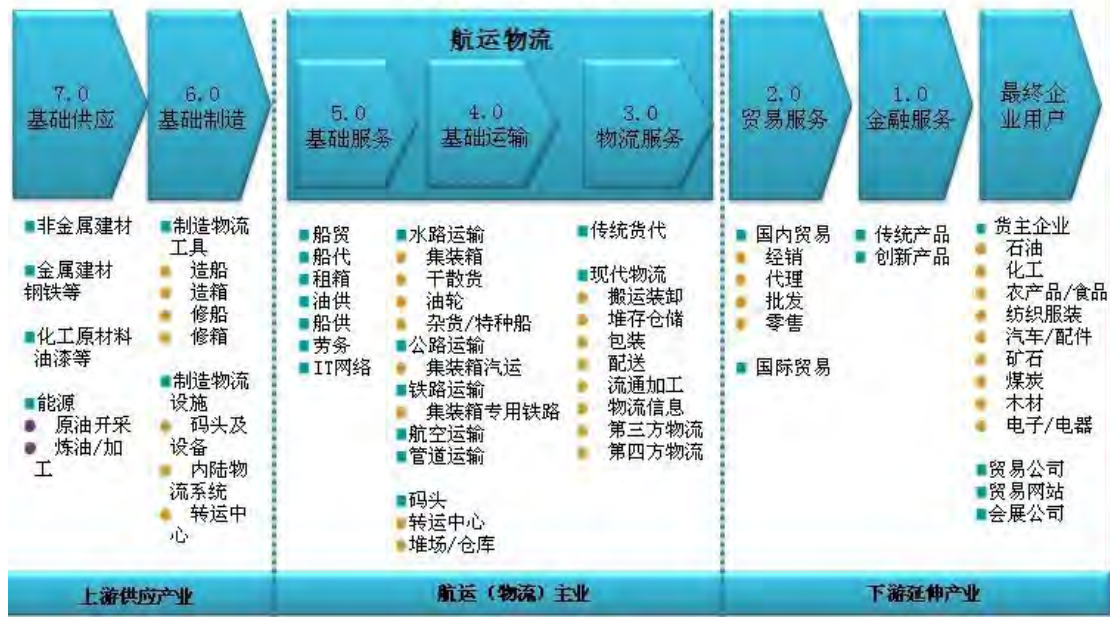 航运物流
7.0
基础供应
6.0
基础制造
5.0
基础服务
4.0
基础运输
3.0
物流服务
2.0
贸易服务
1.0
金融服务
最终企
业用户
非金属建材
金属建材
钢铁等
化工原材料
油漆等
能源
原油开采
炼油/加
工
制造物流
工具
造船
造箱
修船
修箱
制造物流
设施
码头及
设备
内陆物
流系统
转运中
心
船贸
船代
租箱
油供
船供
劳务
IT网络
水路运输
集装箱
干散货
油轮
杂货/特种船
公路运输
集装箱汽运
铁路运输
集装箱专用铁路
航空运输
管道运输
码头
转运中心
堆场/仓库
传统货代
现代物流
搬运装卸
堆存仓储
包装
配送
流通加工
物流信息
第三方物流
第四方物流
国内贸易
经销
代理
批发
零售
国际贸易
传统产品
创新产品
货主企业
石油
化工
农产品/食品
纺织服装
汽车/配件
矿石
煤炭
木材
电子/电器
贸易公司
贸易网站
会展公司
上游供应产业
航运（物流）主业
下游延伸产业